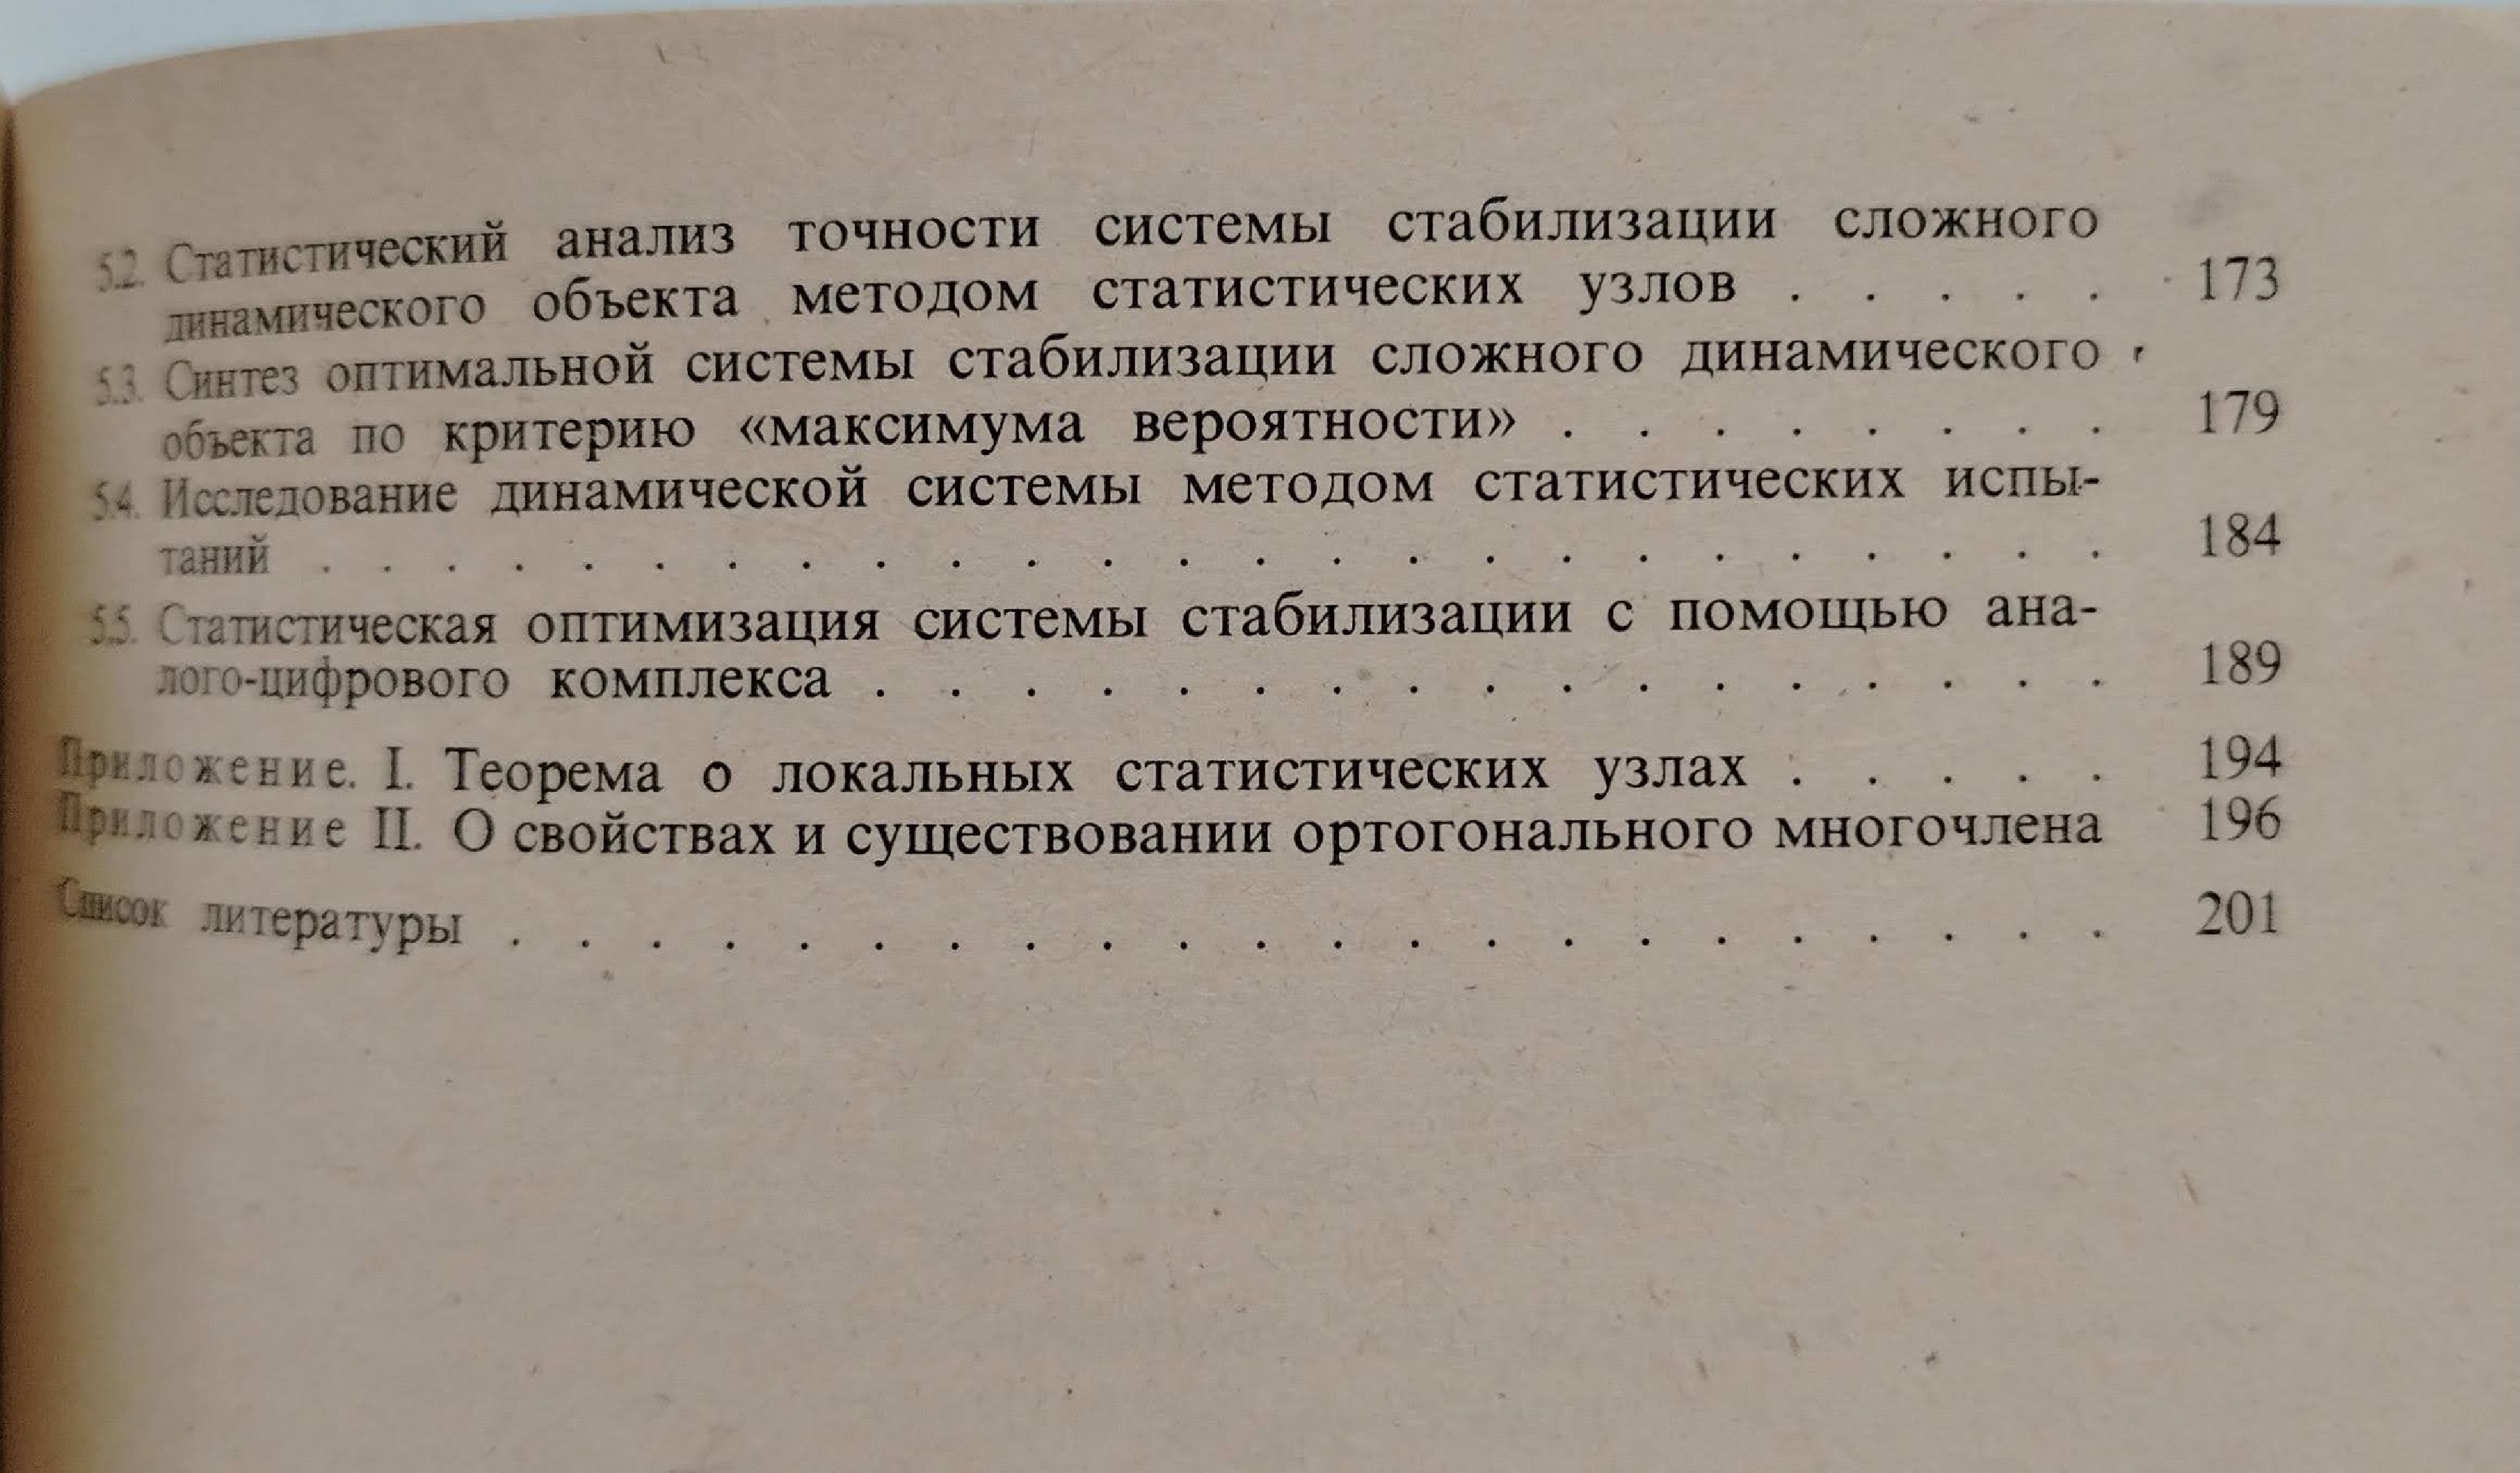 5.2. Статистический анализ точности системы стабилизации сложного
динамического объекта методом статистических узлов . . . . . 173
5.3. Синтез оптимальной системы стабилизации сложного динамического
объекта по критерию «максимума вероятности» . . . . . . . . 179
5.4. Исследование динамической системы методом статистических испы-
таний . . . . . . . . . . . . . . . . . . . . . . . . . 184
5.5. Статистическая оптимизация системы стабилизации с помощью ана-
лого-цифрового комплекса . . . . . . . . . . . . . . . . . 189
Приложение. I. Теорема о локальных статистических узлах . . . . . 194
Приложение II. О свойствах и существовании ортогонального многочлена 196
Список литературы . . . . . . . . . . . . . . . . . . . . . . 201